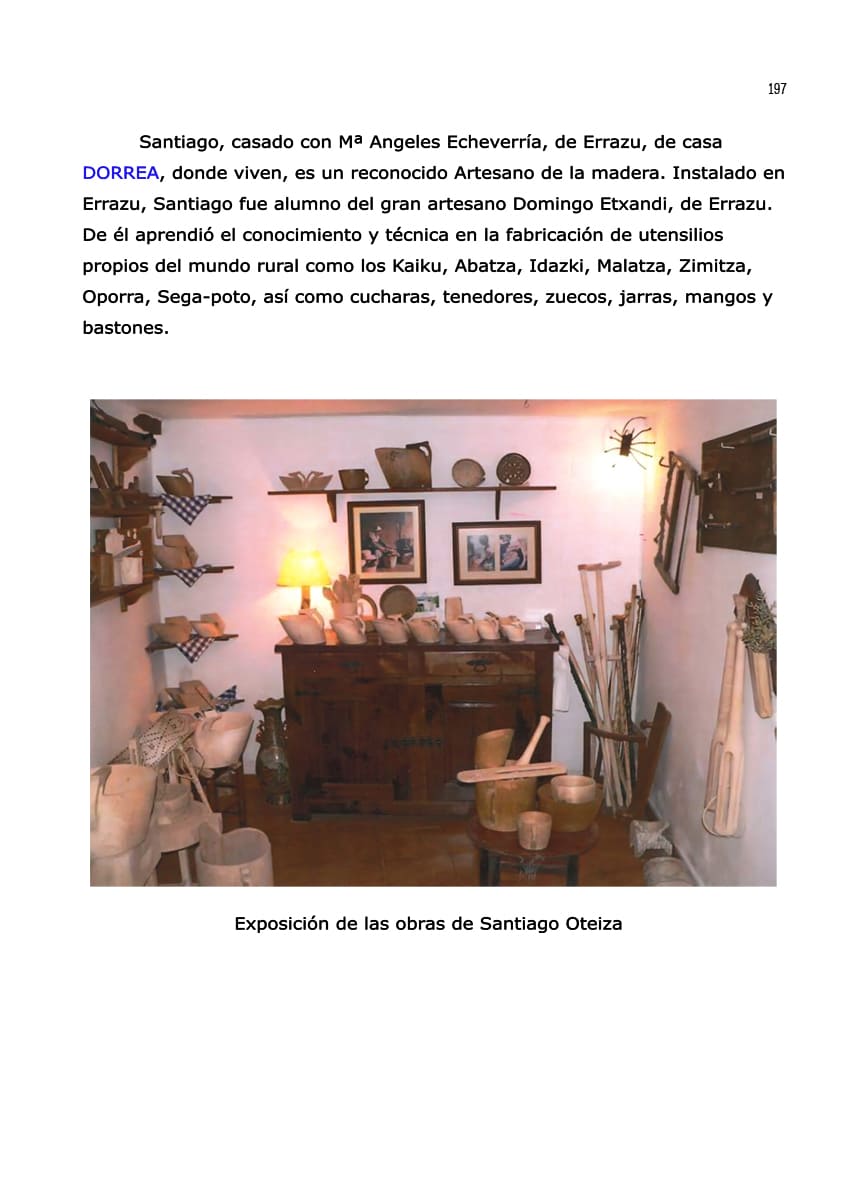 197
Santiago, casado con Mª Angeles Echeverría, de Errazu, de casa
DORREA, donde viven, es un reconocido Artesano de la madera. Instalado en
Errazu, Santiago fue alumno del gran artesano Domingo Etxandi, de Errazu.
De él aprendió el conocimiento y técnica en la fabricación de utensilios
propios del mundo rural como los Kaiku, Abatza, Idazki, Malatza, Zimitza,
Oporra, Sega-poto, así como cucharas, tenedores, zuecos, jarras, mangos y
bastones.
Exposición de las obras de Santiago Oteiza